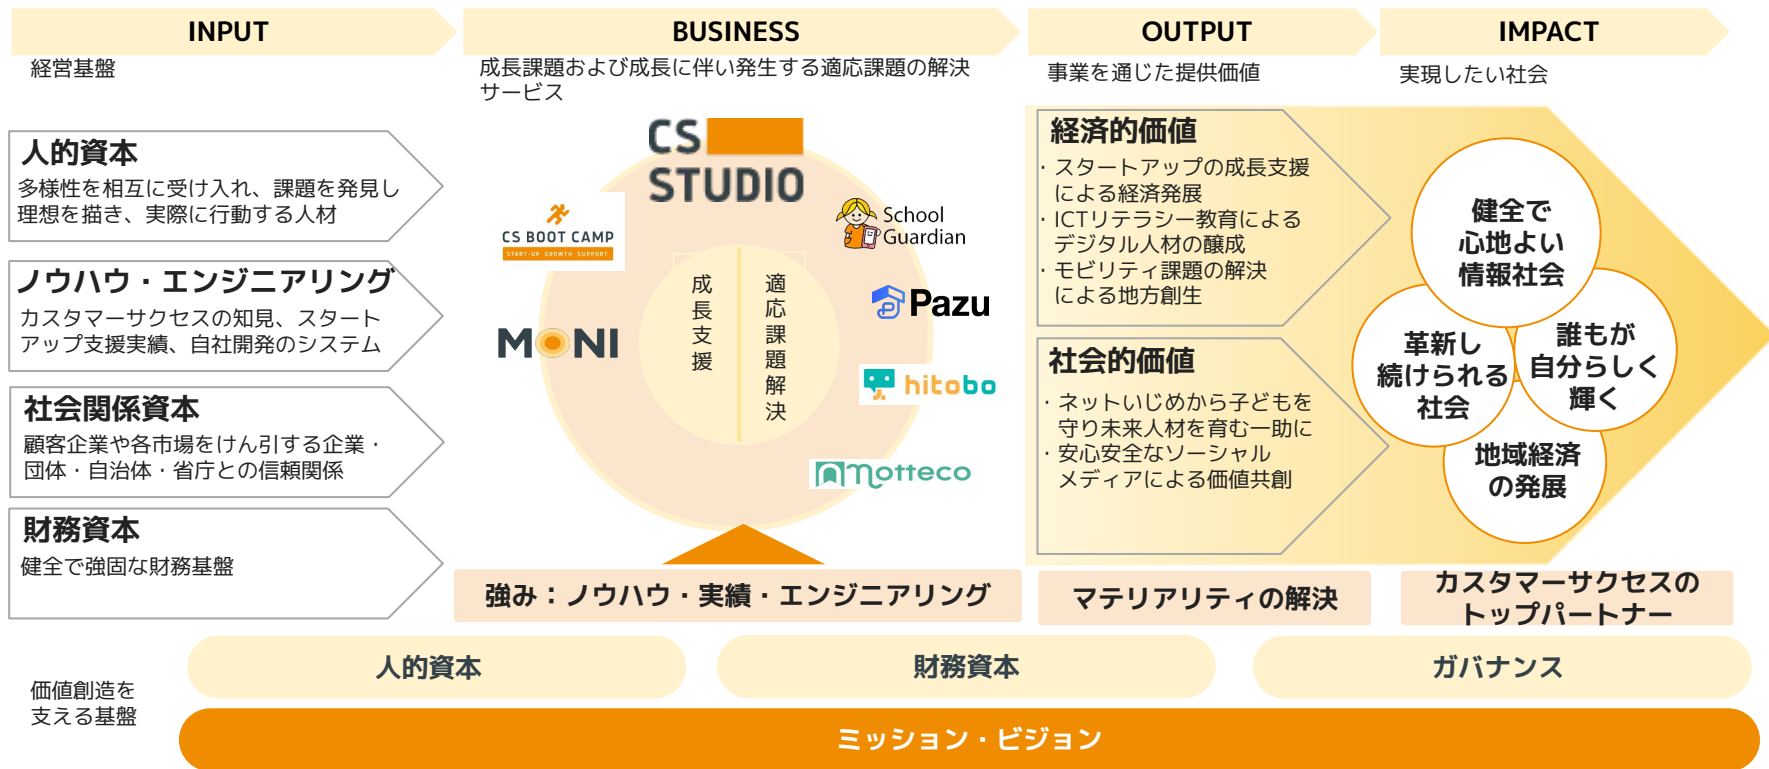 INPUT
経営基盤
人的資本
多様性を相互に受け入れ、課題を発見し
理想を描き、実際に行動する人材
ノウハウ・エンジニアリング
カスタマーサクセスの知見、スタート
アップ支援実績、自社開発のシステム
社会関係資本
顧客企業や各市場をけん引する企業・
団体・自治体・省庁との信頼関係
財務資本
健全で強固な財務基盤
BUSINESS
成長課題および成長に伴い発生する適応課題の解決
サービス
CS
STUDIO
CS BOOT CAMP
START-UP GROWTH SUPPORT
MONI
成長支援
適応課題解決
School
Guardian
Pazu
hitobo
motteco
強み：ノウハウ・実績・エンジニアリング
OUTPUT
事業を通じた提供価値
経済的価値
・スタートアップの成長支援
による経済発展
・ICTリテラシー教育による
デジタル人材の醸成
・モビリティ課題の解決
による地方創生
社会的価値
・ネットいじめから子どもを
守り未来人材を育む一助に
・安心安全なソーシャル
メディアによる価値共創
マテリアリティの解決
IMPACT
実現したい社会
健全で
心地よい
情報社会
革新し
続けられる
社会
誰もが
自分らしく
輝く
地域経済
の発展
カスタマーサクセスの
トップパートナー
価値創造を
支える基盤
人的資本
財務資本
ガバナンス
ミッション・ビジョン